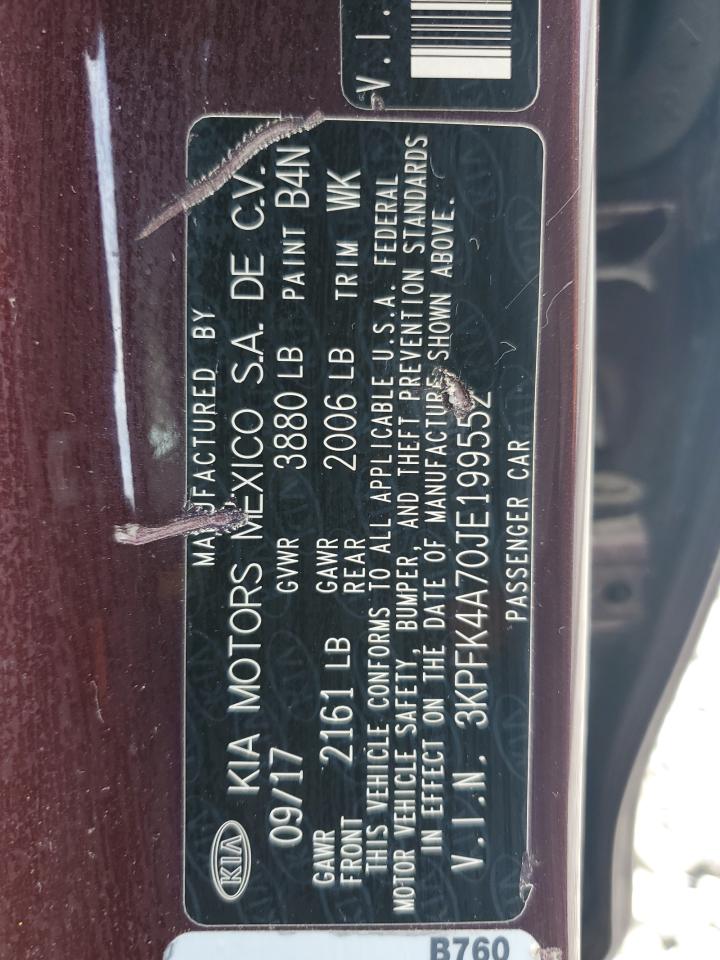 V.I.
MANUFACTURED BY
KIA KIA MOTORS MEXICO S.A. DE C.V.
09/17 GVWR 3880 LB PAINT B4N
GAWR FRONT 2161 LB GAWR REAR 2006 LB TRIM WK
THIS VEHICLE CONFORMS TO ALL APPLICABLE U.S.A. FEDERAL
MOTOR VEHICLE SAFETY, BUMPER, AND THEFT PREVENTION STANDARDS
IN EFFECT ON THE DATE OF MANUFACTURE SHOWN ABOVE.
V.I.N. 3KPFK4A70JE199552
PASSENGER CAR
B760